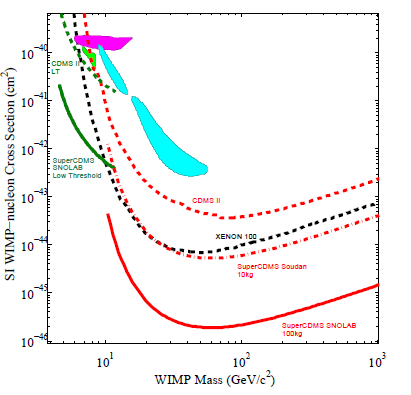 10^-40
CDMS II
LT
10^-41
10^-42
SuperCDMS
SNOLAB
Low Threshold
10^-43
CDMS II
XENON 100
10^-44
SuperCDMS Soudan
10kg
10^-45
SuperCDMS SNOLAB
100kg
10^-46
10^1
10^2
10^3
WIMP Mass (GeV/c^2)
SI WIMP−nucleon Cross Section (cm^2)